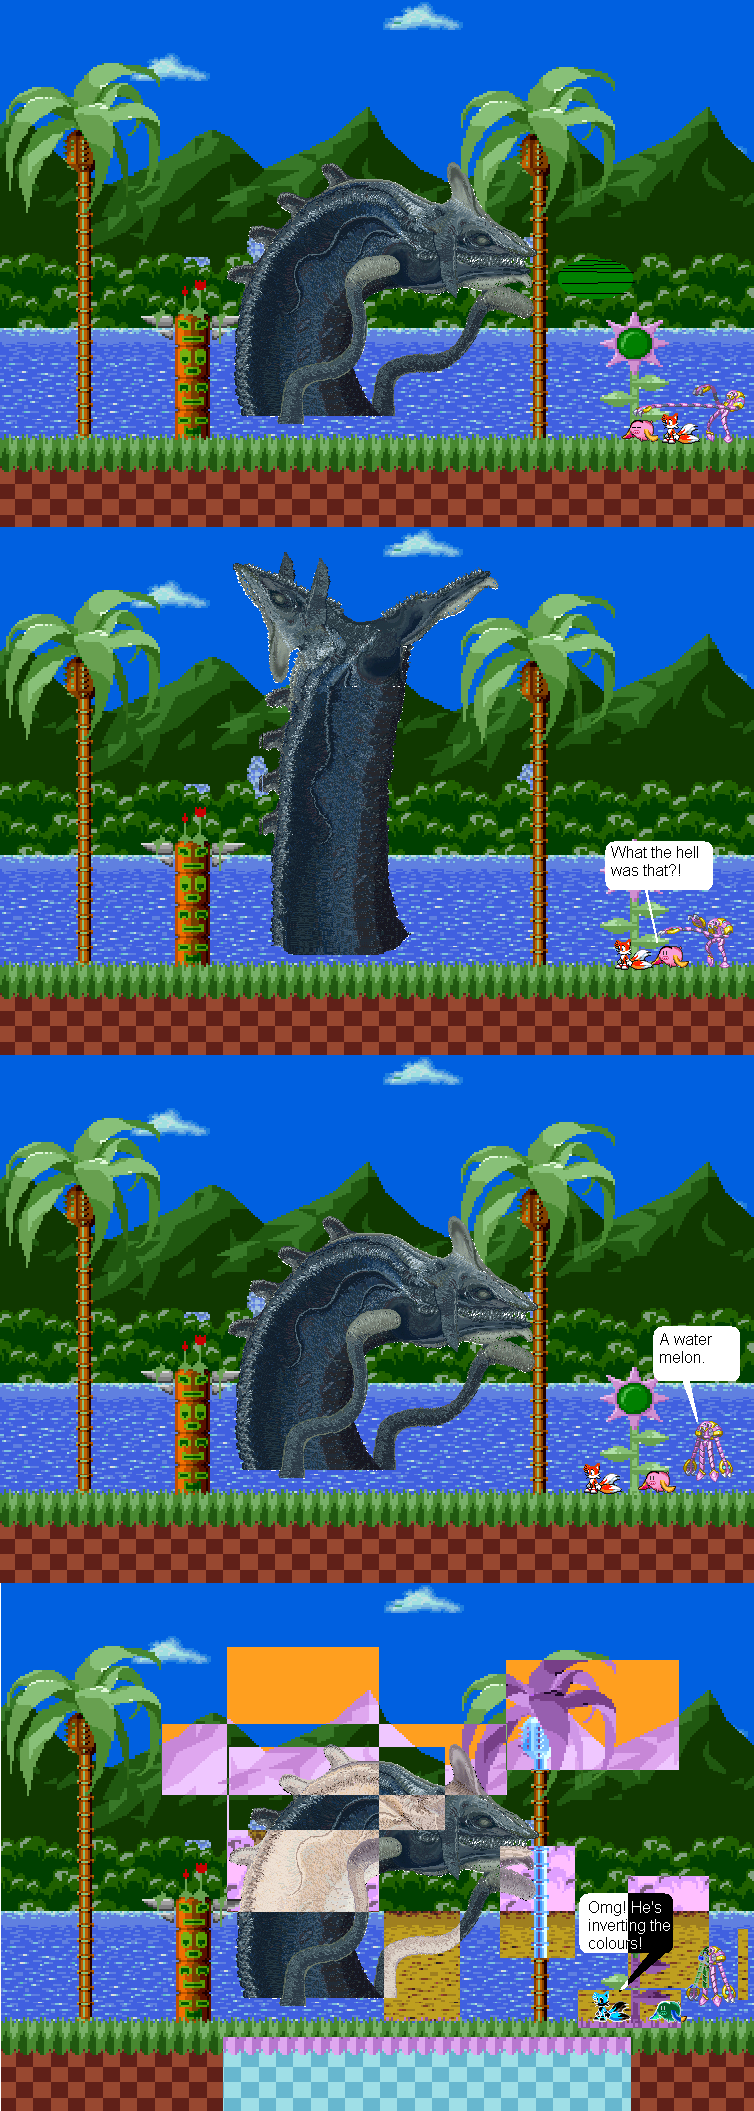 What the hell
was that?!
A water
melon.
Omg! He's
inverting the
colours!